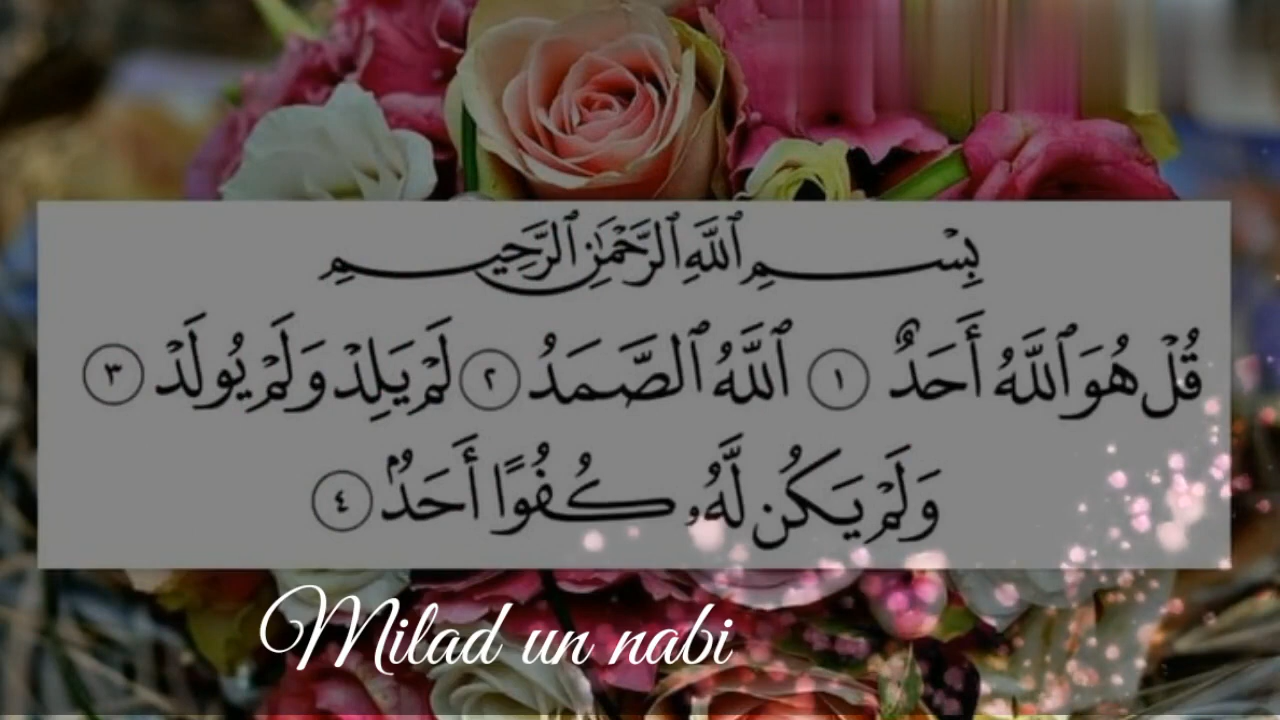 بِسْمِ ٱللَّهِ ٱلرَّحْمَٰنِ ٱلرَّحِيمِ
قُلْ هُوَ ٱللَّهُ أَحَدٌ ١ ٱللَّهُ ٱلصَّمَدُ ٢ لَمْ يَلِدْ وَلَمْ يُولَدْ ٣
وَلَمْ يَكُن لَّهُۥ كُفُوًا أَحَدٌۢ ٤
Milad un nabi